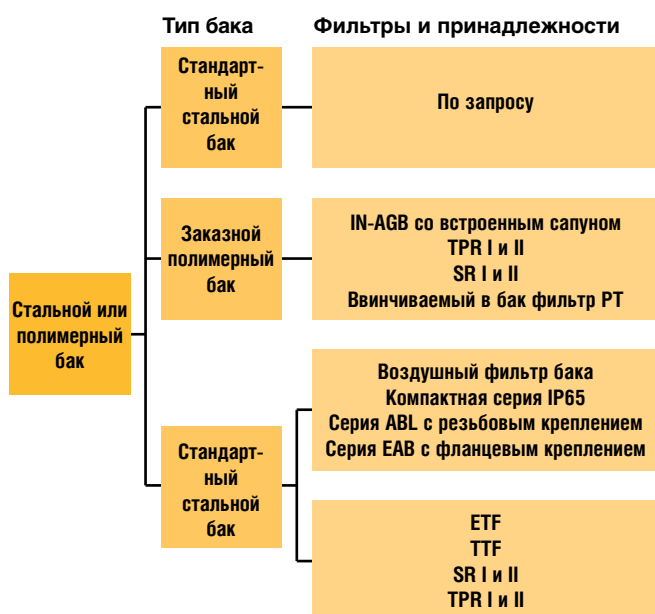 Тип бака
Фильтры и принадлежности
Стандарт-
ный
стальной
бак
По запросу
Заказной
полимерный
бак
IN-AGB со встроенным сапуном
TPR I и II
SR I и II
Ввинчиваемый в бак фильтр PT
Стальной или
полимерный
бак
Воздушный фильтр бака
Компактная серия IP65
Серия ABL с резьбовым креплением
Серия EAB с фланцевым креплением
Стандарт-
ный
стальной
бак
ETF
TTF
SR I и II
TPR I и II